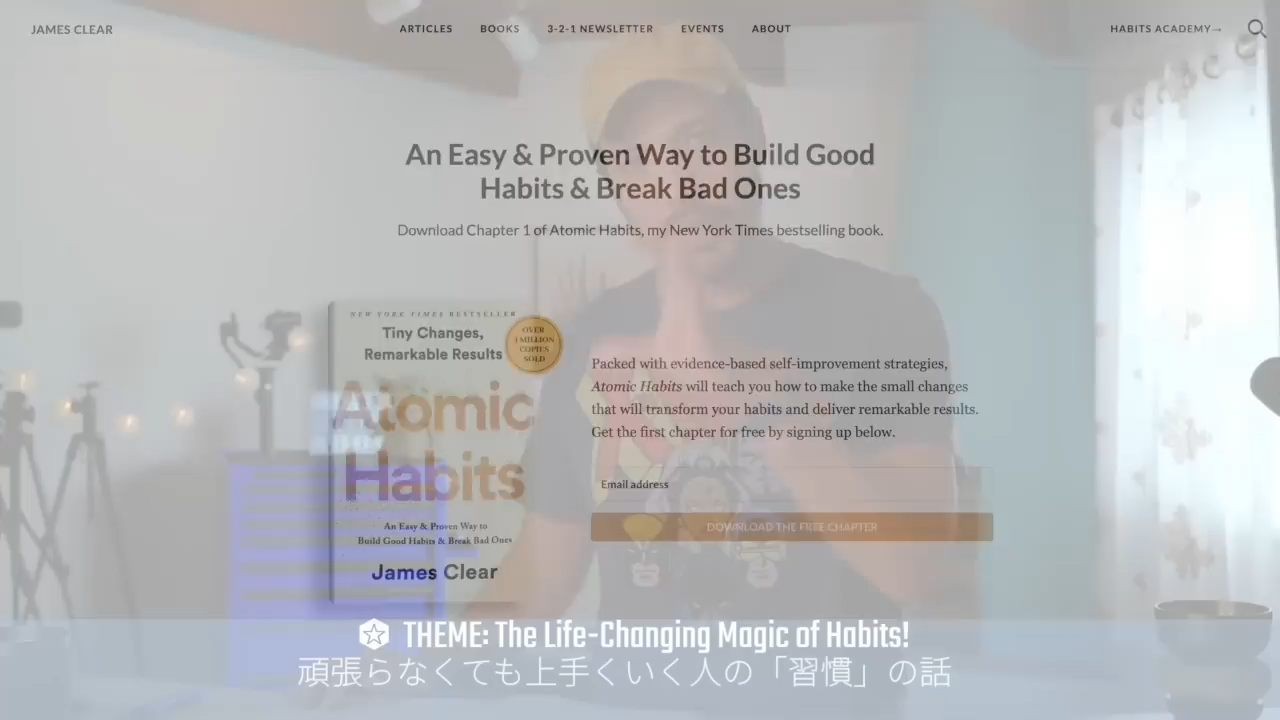 JAMES CLEAR
ARTICLES BOOKS 3-2-1 NEWSLETTER EVENTS ABOUT
HABITS ACADEMY→
An Easy & Proven Way to Build Good
Habits & Break Bad Ones
Download Chapter 1 of Atomic Habits, my New York Times bestselling book.
NEW YORK TIMES BESTSELLER
Tiny Changes,
Remarkable Results
OVER
1 MILLION
COPIES
SOLD
Atomic
Habits
An Easy & Proven Way to
Build Good Habits & Break Bad Ones
James Clear
Packed with evidence-based self-improvement strategies,
Atomic Habits will teach you how to make the small changes
that will transform your habits and deliver remarkable results.
Get the first chapter for free by signing up below.
Email address
DOWNLOAD THE FREE CHAPTER
THEME: The Life-Changing Magic of Habits!
頑張らなくても上手くいく人の「習慣」の話